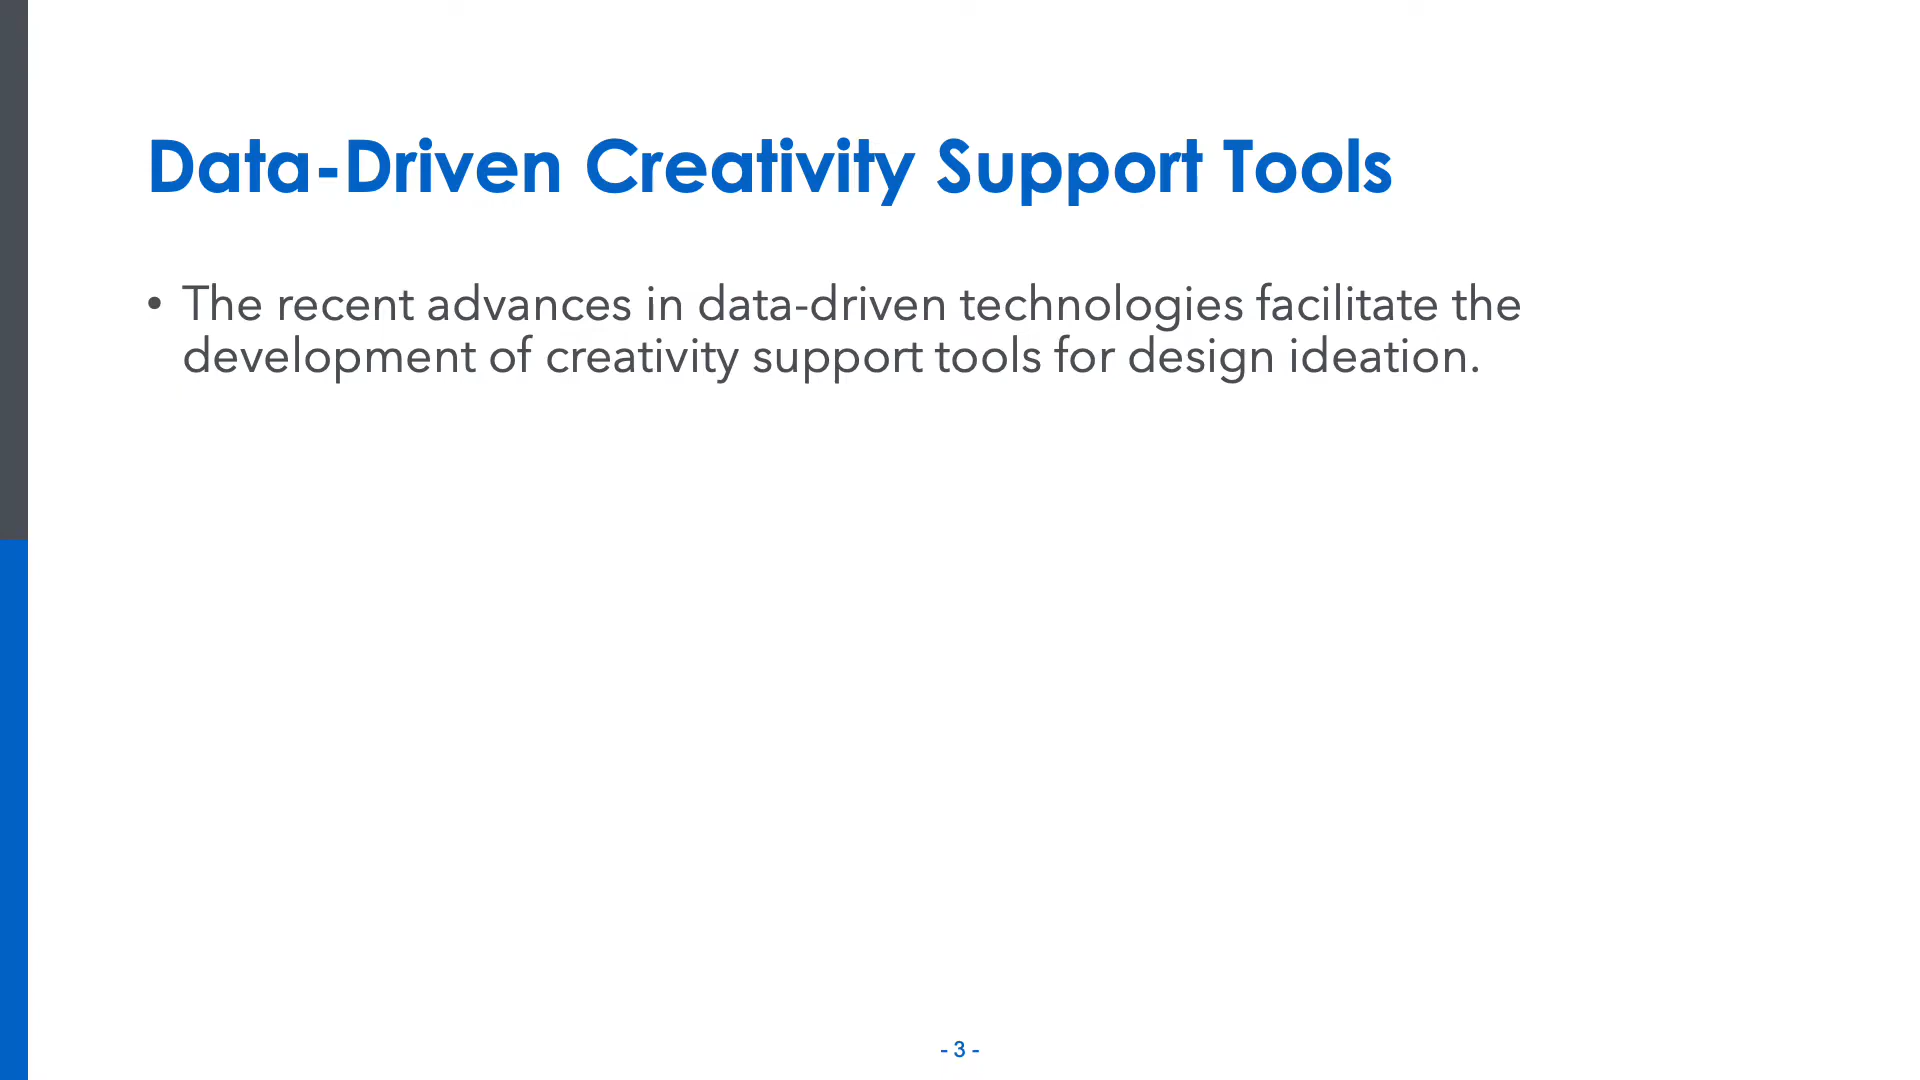 Data-Driven Creativity Support Tools
• The recent advances in data-driven technologies facilitate the
development of creativity support tools for design ideation.
- 3 -